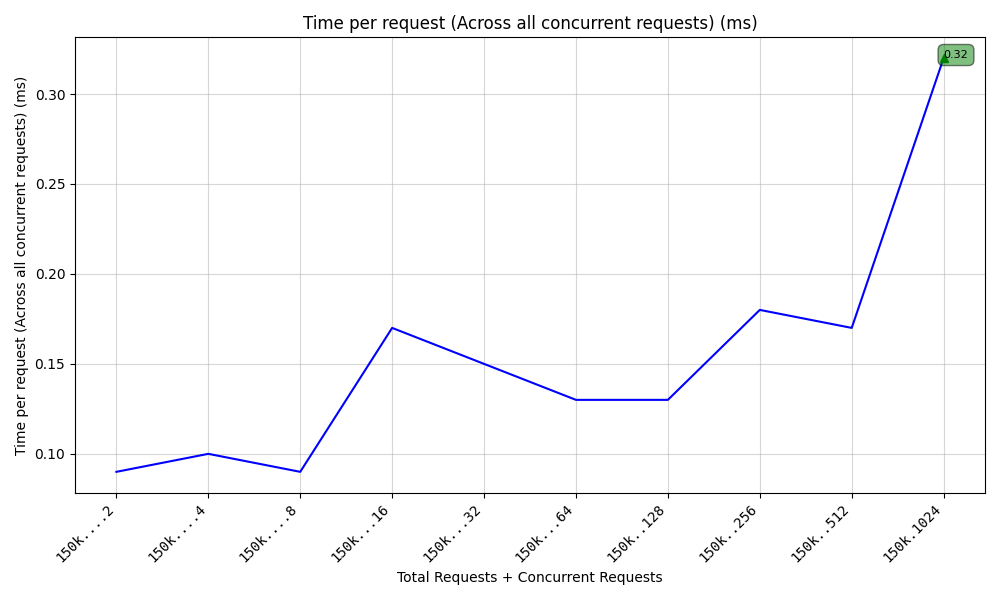 Time per request (Across all concurrent requests) (ms)
0.32
Time per request (Across all concurrent requests) (ms)
0.30
0.25
0.20
0.15
0.10
150k....2
150k....4
150k....8
150k...16
150k...32
150k...64
150k..128
150k..256
150k..512
150k.1024
Total Requests + Concurrent Requests